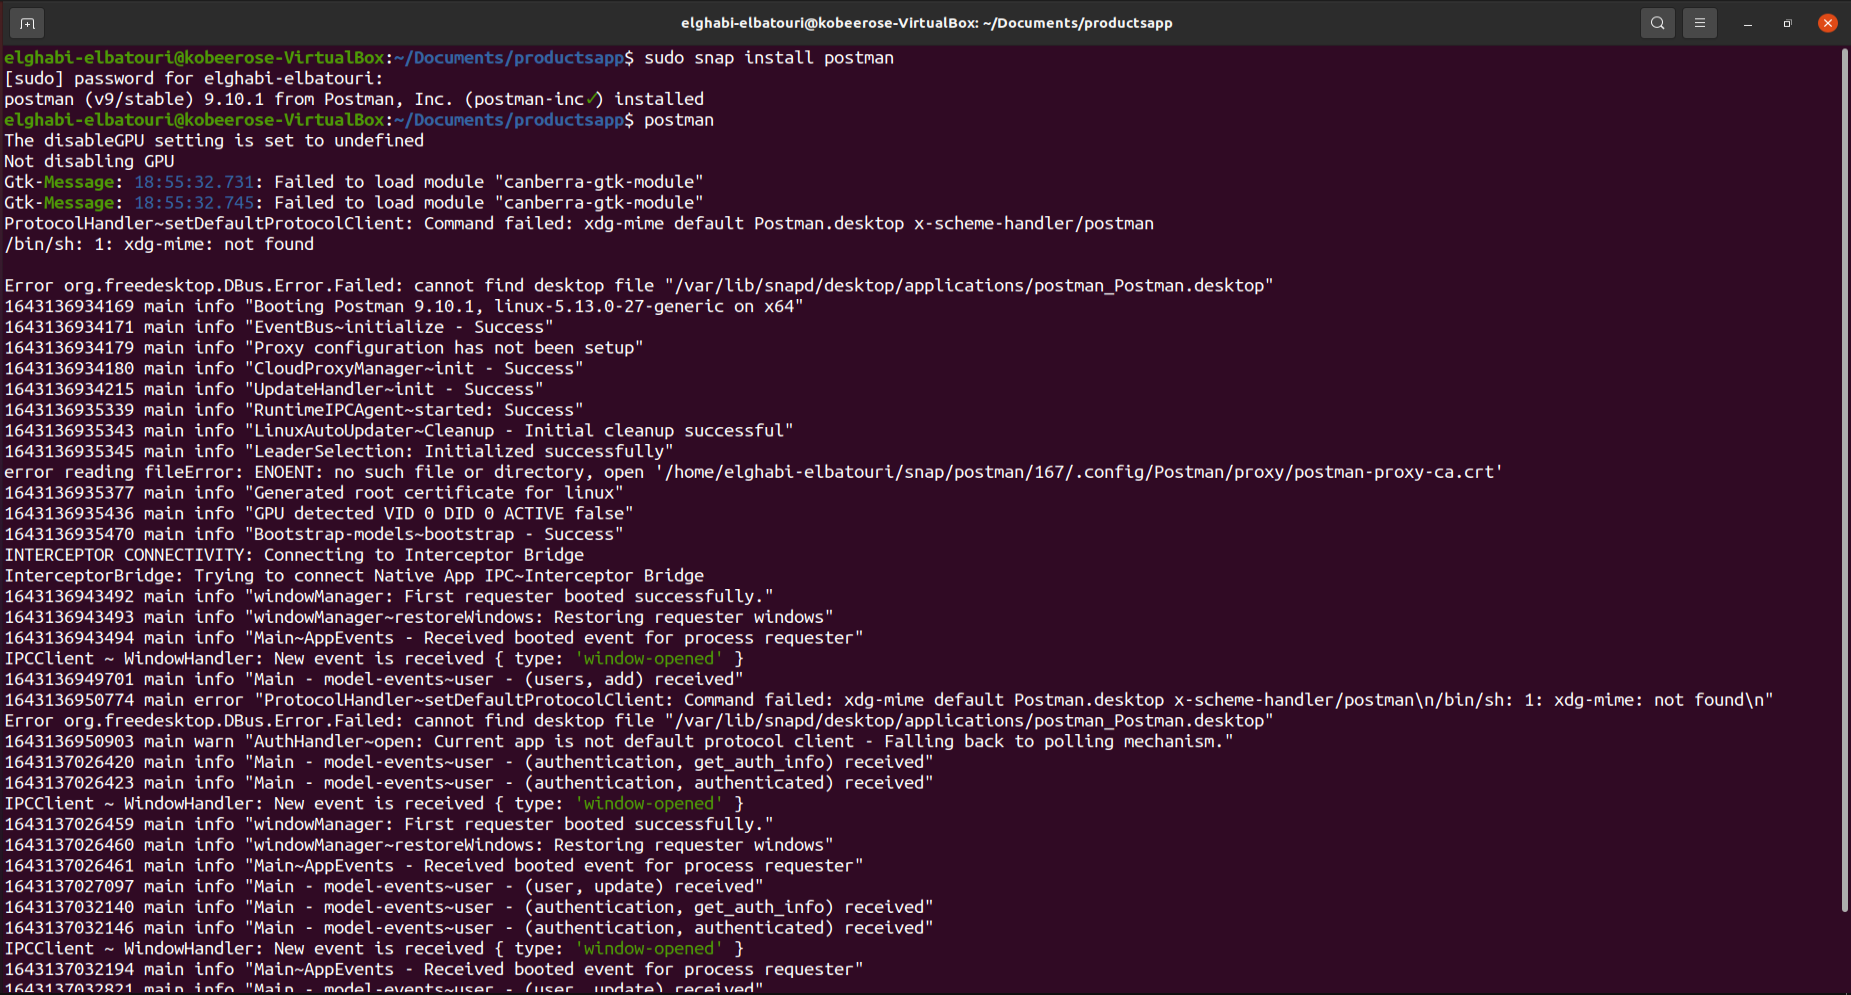 elghabi-elbatouri@kobeerose-VirtualBox: ~/Documents/productsapp
elghabi-elbatouri@kobeerose-VirtualBox:~/Documents/productsapp$ sudo snap install postman
[sudo] password for elghabi-elbatouri:
postman (v9/stable) 9.10.1 from Postman, Inc. (postman-inc✓) installed
elghabi-elbatouri@kobeerose-VirtualBox:~/Documents/productsapp$ postman
The disableGPU setting is set to undefined
Not disabling GPU
Gtk-Message: 18:55:32.731: Failed to load module "canberra-gtk-module"
Gtk-Message: 18:55:32.745: Failed to load module "canberra-gtk-module"
ProtocolHandler~setDefaultProtocolClient: Command failed: xdg-mime default Postman.desktop x-scheme-handler/postman
/bin/sh: 1: xdg-mime: not found
Error org.freedesktop.DBus.Error.Failed: cannot find desktop file "/var/lib/snapd/desktop/applications/postman_Postman.desktop"
1643136934169 main info "Booting Postman 9.10.1, linux-5.13.0-27-generic on x64"
1643136934171 main info "EventBus~initialize - Success"
1643136934179 main info "Proxy configuration has not been setup"
1643136934180 main info "CloudProxyManager~init - Success"
1643136934215 main info "UpdateHandler~init - Success"
1643136935339 main info "RuntimeIPCAgent~started: Success"
1643136935343 main info "LinuxAutoUpdater~Cleanup - Initial cleanup successful"
1643136935345 main info "LeaderSelection: Initialized successfully"
error reading fileError: ENOENT: no such file or directory, open '/home/elghabi-elbatouri/snap/postman/167/.config/Postman/proxy/postman-proxy-ca.crt'
1643136935377 main info "Generated root certificate for linux"
1643136935436 main info "GPU detected VID 0 DID 0 ACTIVE false"
1643136935470 main info "Bootstrap-models~bootstrap - Success"
INTERCEPTOR CONNECTIVITY: Connecting to Interceptor Bridge
InterceptorBridge: Trying to connect Native App IPC~Interceptor Bridge
1643136943492 main info "windowManager: First requester booted successfully."
1643136943493 main info "windowManager~restoreWindows: Restoring requester windows"
1643136943494 main info "Main~AppEvents - Received booted event for process requester"
IPCClient ~ WindowHandler: New event is received { type: 'window-opened' }
1643136949701 main info "Main - model-events~user - (users, add) received"
1643136950774 main error "ProtocolHandler~setDefaultProtocolClient: Command failed: xdg-mime default Postman.desktop x-scheme-handler/postman\n/bin/sh: 1: xdg-mime: not found\n"
Error org.freedesktop.DBus.Error.Failed: cannot find desktop file "/var/lib/snapd/desktop/applications/postman_Postman.desktop"
1643136950903 main warn "AuthHandler~open: Current app is not default protocol client - Falling back to polling mechanism."
1643137026420 main info "Main - model-events~user - (authentication, get_auth_info) received"
1643137026423 main info "Main - model-events~user - (authentication, authenticated) received"
IPCClient ~ WindowHandler: New event is received { type: 'window-opened' }
1643137026459 main info "windowManager: First requester booted successfully."
1643137026460 main info "windowManager~restoreWindows: Restoring requester windows"
1643137026461 main info "Main~AppEvents - Received booted event for process requester"
1643137027097 main info "Main - model-events~user - (user, update) received"
1643137032140 main info "Main - model-events~user - (authentication, get_auth_info) received"
1643137032146 main info "Main - model-events~user - (authentication, authenticated) received"
IPCClient ~ WindowHandler: New event is received { type: 'window-opened' }
1643137032194 main info "Main~AppEvents - Received booted event for process requester"
1643137032821 main info "Main - model-events~user - (user, update) received"